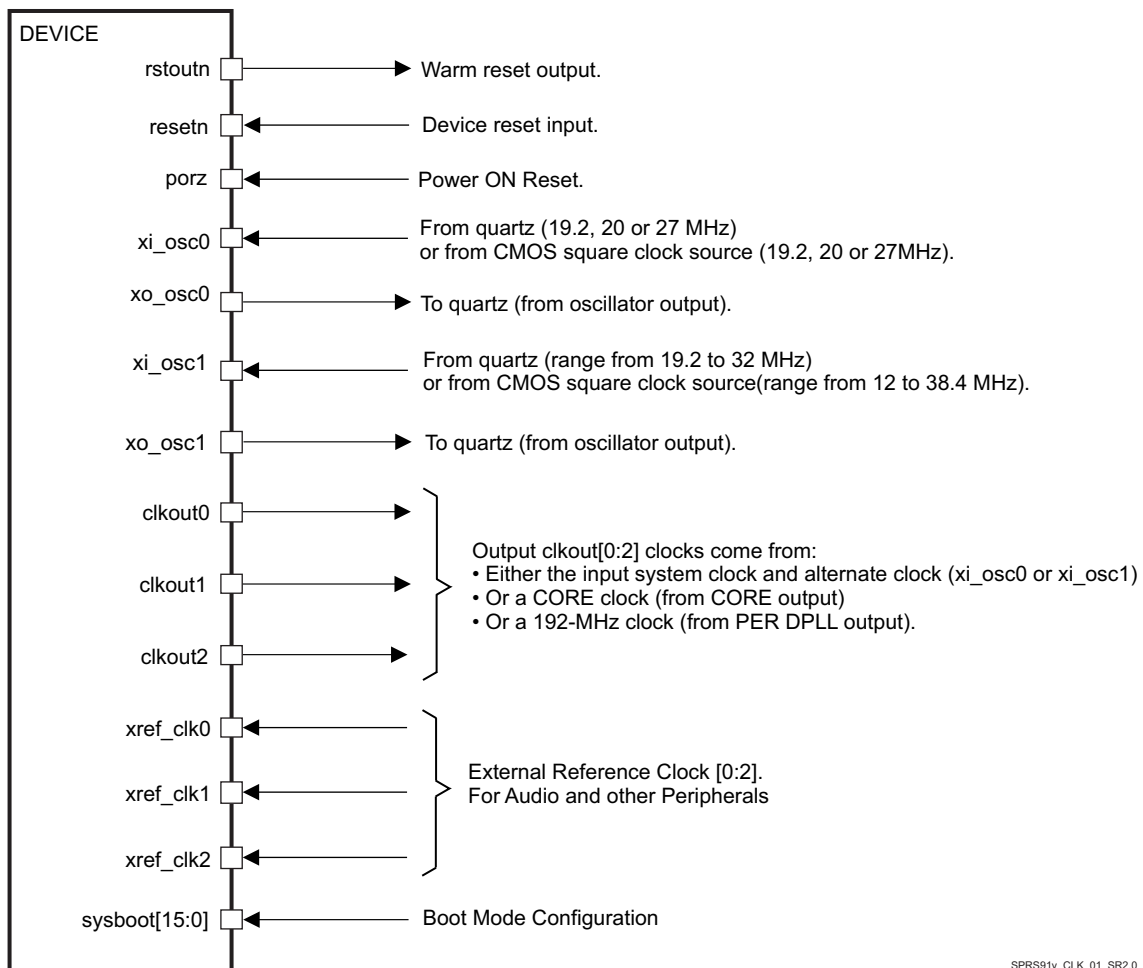 DEVICE
rstoutn
Warm reset output.
resetn
Device reset input.
porz
Power ON Reset.
xi_osc0
From quartz (19.2, 20 or 27 MHz)
or from CMOS square clock source (19.2, 20 or 27MHz).
xo_osc0
To quartz (from oscillator output).
xi_osc1
From quartz (range from 19.2 to 32 MHz)
or from CMOS square clock source(range from 12 to 38.4 MHz).
xo_osc1
To quartz (from oscillator output).
clkout0
clkout1
clkout2
Output clkout[0:2] clocks come from:
• Either the input system clock and alternate clock (xi_osc0 or xi_osc1)
• Or a CORE clock (from CORE output)
• Or a 192-MHz clock (from PER DPLL output).
xref_clk0
xref_clk1
xref_clk2
External Reference Clock [0:2].
For Audio and other Peripherals
sysboot[15:0]
Boot Mode Configuration
SPRS91v_CLK_01_SR2.0